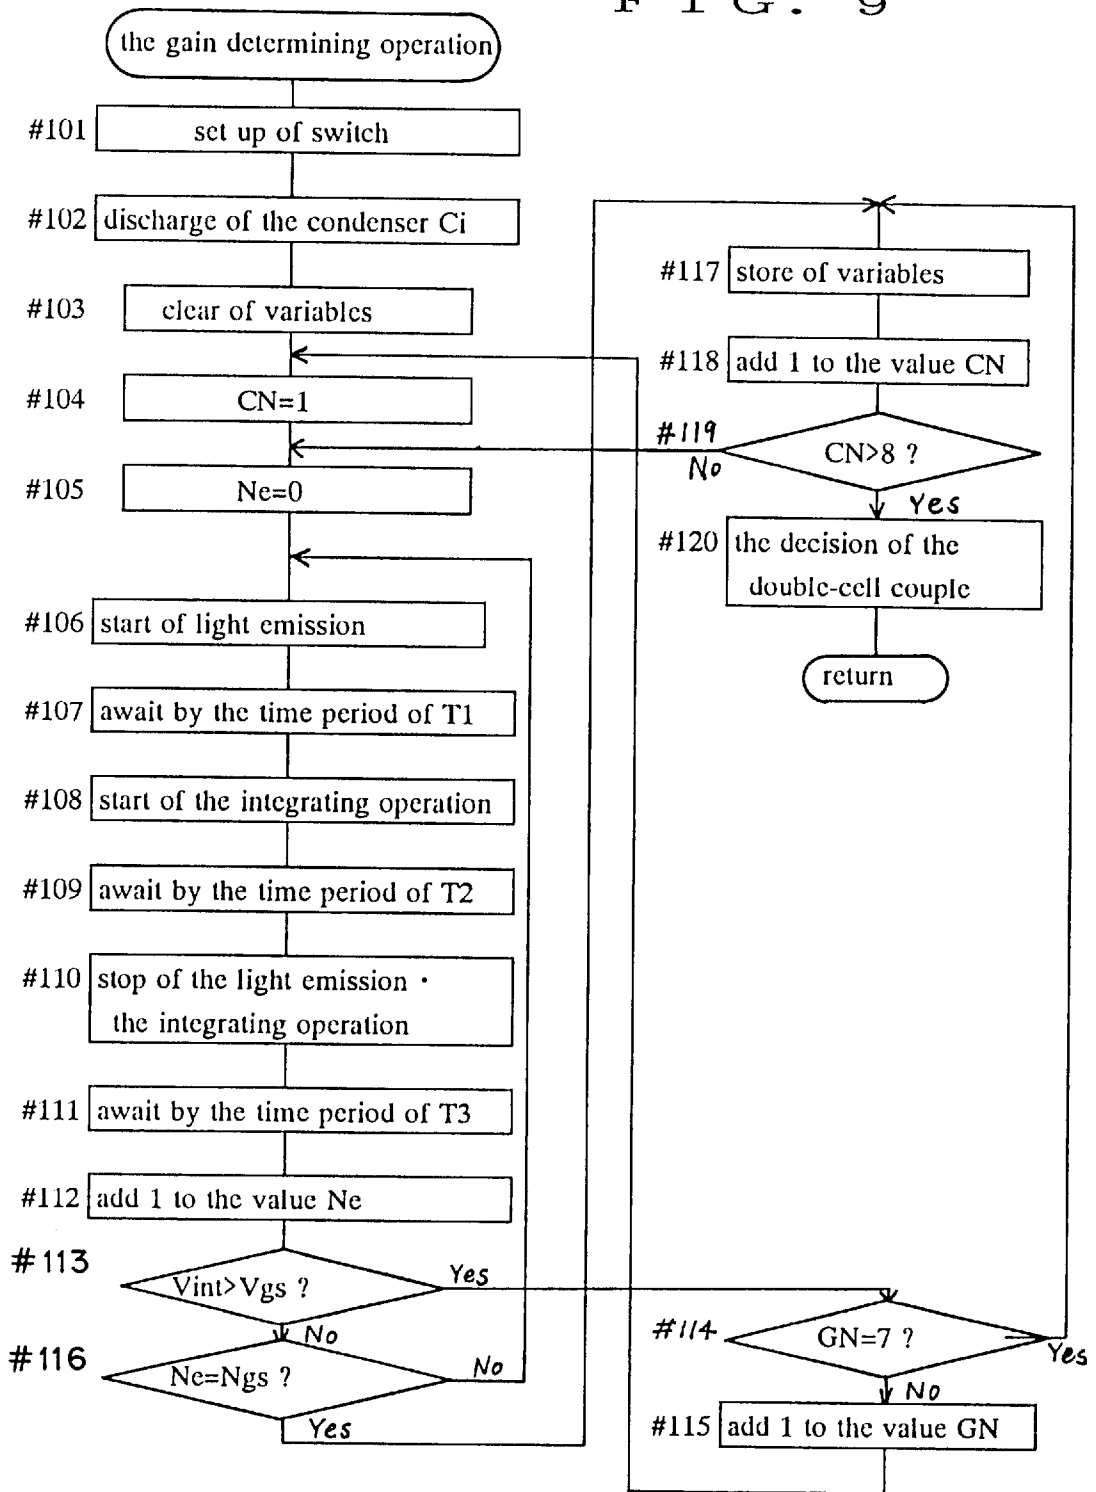 FIG. 9
the gain determining operation
#101 set up of switch
#102 discharge of the condenser Ci
#103 clear of variables
#104 CN=1
#105 Ne=0
#106 start of light emission
#107 await by the time period of T1
#108 start of the integrating operation
#109 await by the time period of T2
#110 stop of the light emission ·
the integrating operation
#111 await by the time period of T3
#112 add 1 to the value Ne
#113
Vint>Vgs ?
Yes
No
#116
Ne=Ngs ?
No
Yes
#117 store of variables
#118 add 1 to the value CN
#119
No
CN>8 ?
Yes
#120 the decision of the
double-cell couple
return
#114
GN=7 ?
Yes
No
#115 add 1 to the value GN